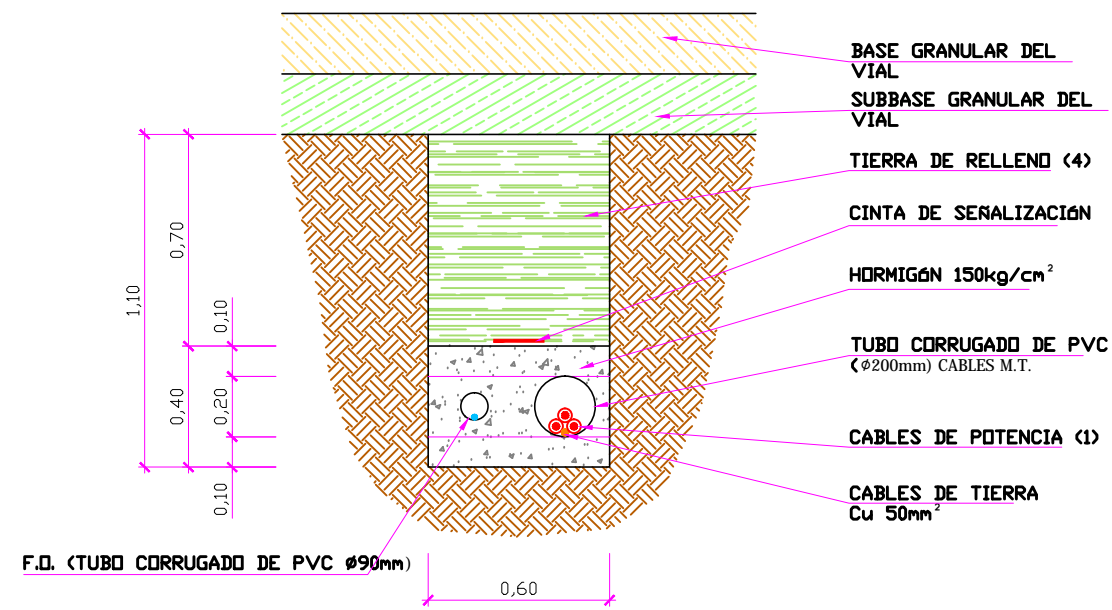 BASE GRANULAR DEL
VIAL
SUBBASE GRANULAR DEL
VIAL
TIERRA DE RELLENO (4)
CINTA DE SEÑALIZACIÓN
HORMIGÓN 150kg/cm²
TUBO CORRUGADO DE PVC
(Φ200mm) CABLES M.T.
CABLES DE POTENCIA (1)
CABLES DE TIERRA
Cu 50mm²
F.O. (TUBO CORRUGADO DE PVC Ø90mm)
1,10
0,70
0,40
0,10
0,20
0,10
0,60